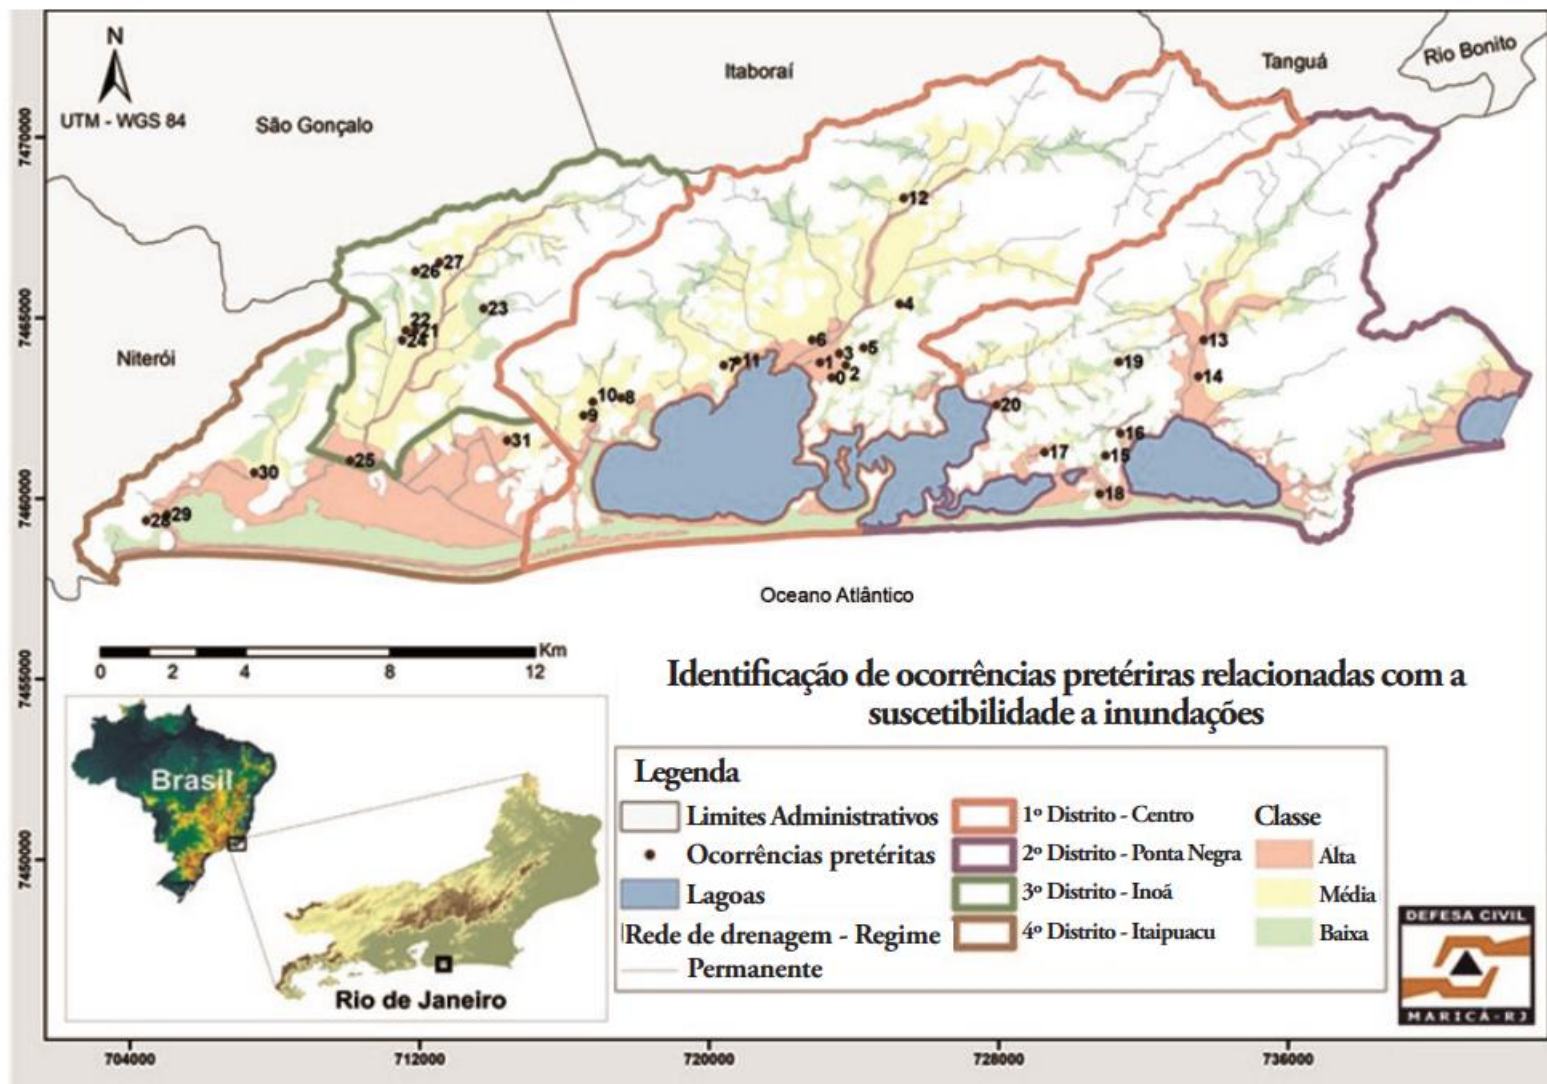 N
UTM - WGS 84
São Gonçalo
Itaboraí
Tanguá
Rio Bonito
Niterói
7470000
7465000
7460000
7455000
7450000
12
26
27
23
22
21
24
4
6
5
3
1
2
0
7
11
10
8
9
13
14
19
20
16
17
15
18
31
25
30
28
29
Oceano Atlântico
0 2 4 8 12 Km
Identificação de ocorrências pretériras relacionadas com a
suscetibilidade a inundações
Brasil
Rio de Janeiro
Legenda
Limites Administrativos
Ocorrências pretéritas
Lagoas
Rede de drenagem - Regime
Permanente
1º Distrito - Centro
2º Distrito - Ponta Negra
3º Distrito - Inoã
4º Distrito - Itaipuacu
Classe
Alta
Média
Baixa
DEFESA CIVIL
MARICÁ-RJ
704000 712000 720000 728000 736000